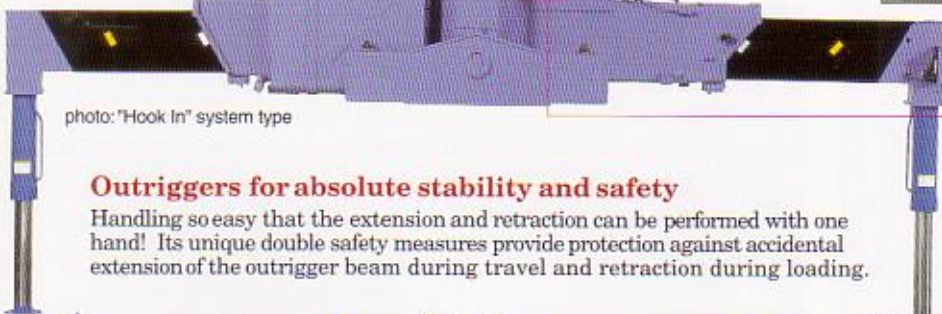 photo: "Hook In" system type
Outriggers for absolute stability and safety
Handling so easy that the extension and retraction can be performed with one
hand! Its unique double safety measures provide protection against accidental
extension of the outrigger beam during travel and retraction during loading.